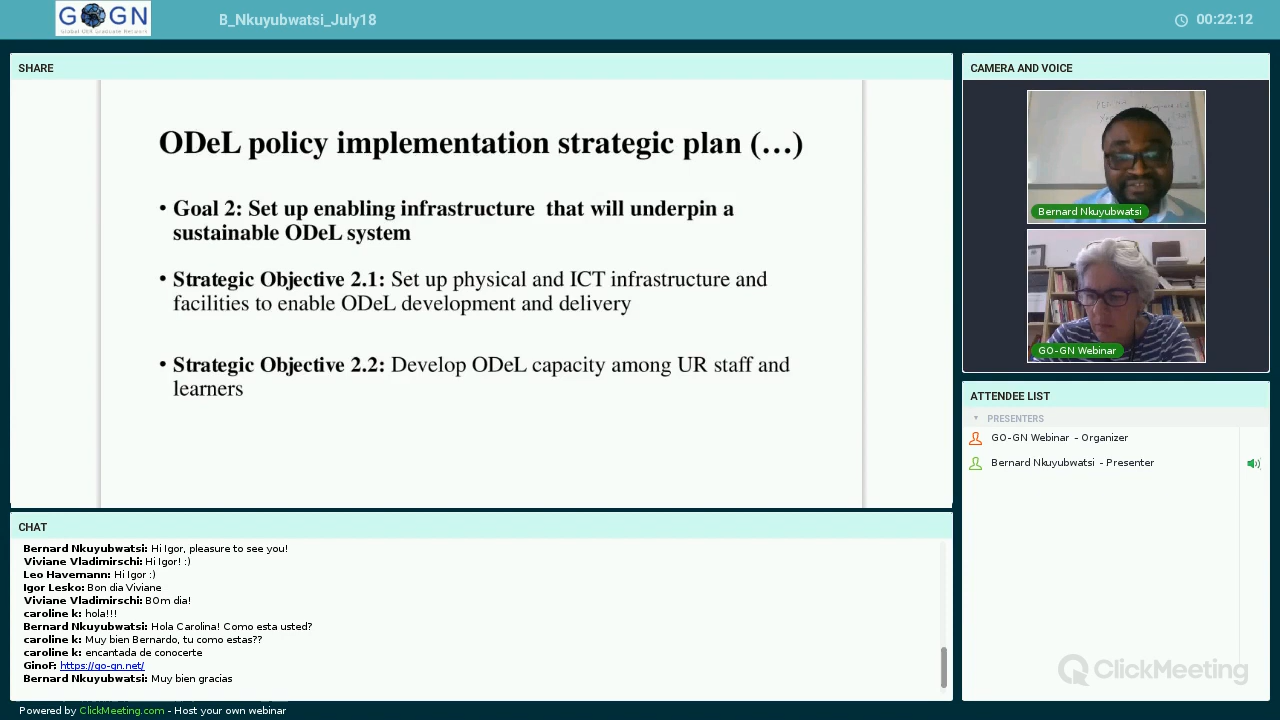 GO GN
Global OER Graduate Network
B_Nkuyubwatsi_July18
00:22:12
SHARE
ODeL policy implementation strategic plan (…)
• Goal 2: Set up enabling infrastructure that will underpin a
sustainable ODeL system
• Strategic Objective 2.1: Set up physical and ICT infrastructure and
facilities to enable ODeL development and delivery
• Strategic Objective 2.2: Develop ODeL capacity among UR staff and
learners
CHAT
Bernard Nkuyubwatsi: Hi Igor, pleasure to see you!
Viviane Vladimirschi: Hi Igor! :)
Leo Havemann: Hi Igor :)
Igor Lesko: Bon dia Viviane
Viviane Vladimirschi: BOm dia!
caroline k: hola!!!
Bernard Nkuyubwatsi: Hola Carolina! Como esta usted?
caroline k: Muy bien Bernardo, tu como estas??
caroline k: encantada de conocerte
GinoF: https://go-gn.net/
Bernard Nkuyubwatsi: Muy bien gracias
CAMERA AND VOICE
Bernard Nkuyubwatsi
GO-GN Webinar
ATTENDEE LIST
PRESENTERS
GO-GN Webinar - Organizer
Bernard Nkuyubwatsi - Presenter
ClickMeeting
Powered by ClickMeeting.com - Host your own webinar